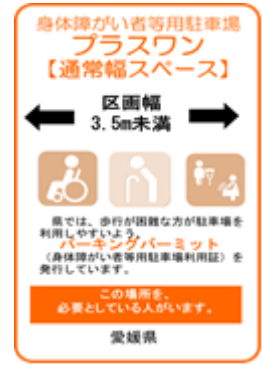 身体障がい者等用駐車場
プラスワン
【通常幅スペース】
区画幅
3.5m未満
県では、歩行が困難な方が駐車場を
利用しやすいよう、
パーキングパーミット
（身体障がい者等用駐車場利用証）を
発行しています。
この場所を、
必要としている人がいます。
愛媛県